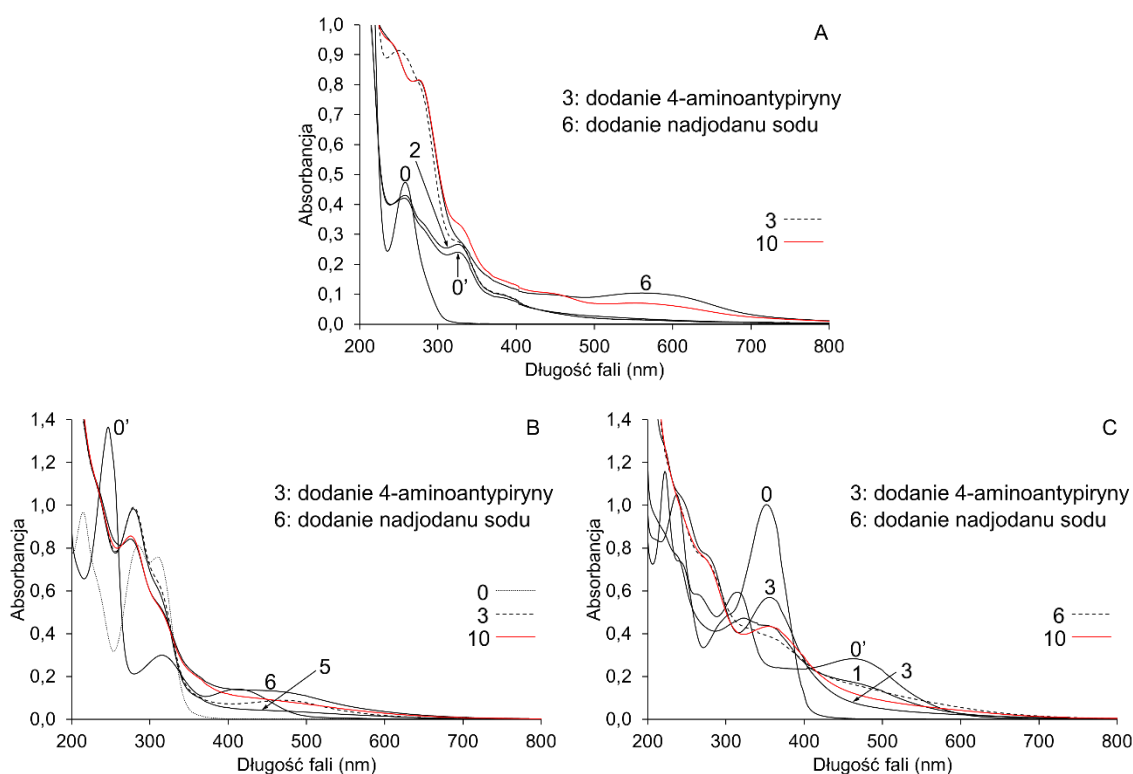 A
1,0
0,9
0,8
0,7
0,6
0,5
0,4
0,3
0,2
0,1
0,0
Absorbancja
3: dodanie 4-aminoantypiryny
6: dodanie nadjodanu sodu
2
0
0’
6
3
10
200 300 400 500 600 700 800
Długość fali (nm)
B
1,4
1,2
1,0
0,8
0,6
0,4
0,2
0,0
Absorbancja
0’
3: dodanie 4-aminoantypiryny
6: dodanie nadjodanu sodu
0
3
10
6
5
200 300 400 500 600 700 800
Długość fali (nm)
C
1,4
1,2
1,0
0,8
0,6
0,4
0,2
0,0
Absorbancja
3: dodanie 4-aminoantypiryny
6: dodanie nadjodanu sodu
0
3
0’
1
3
6
10
200 300 400 500 600 700 800
Długość fali (nm)